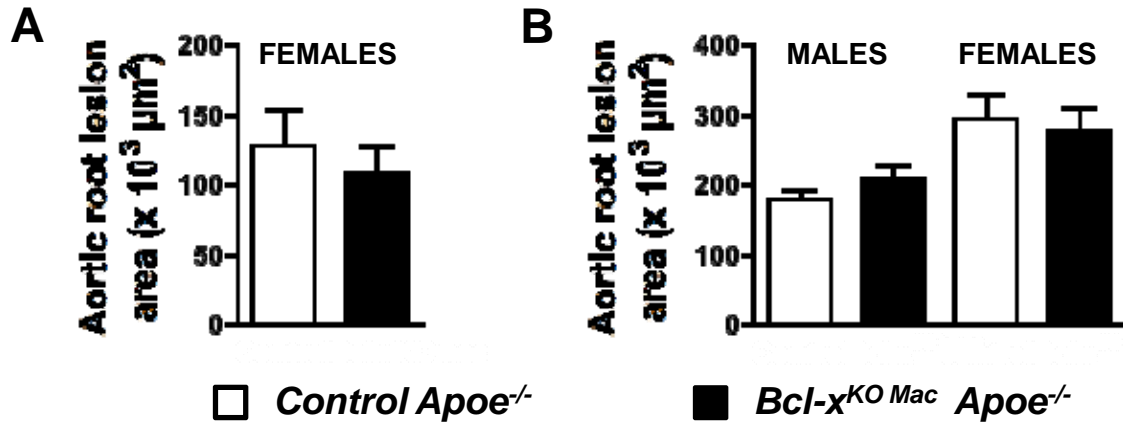 A
Aortic root lesion
area (x 10³ µm²)
200
150
100
50
0
FEMALES
B
Aortic root lesion
area (x 10³ µm²)
400
300
200
100
0
MALES
FEMALES
Control Apoe⁻/⁻
Bcl-xᴷᴼ ᴹᵃᶜ Apoe⁻/⁻